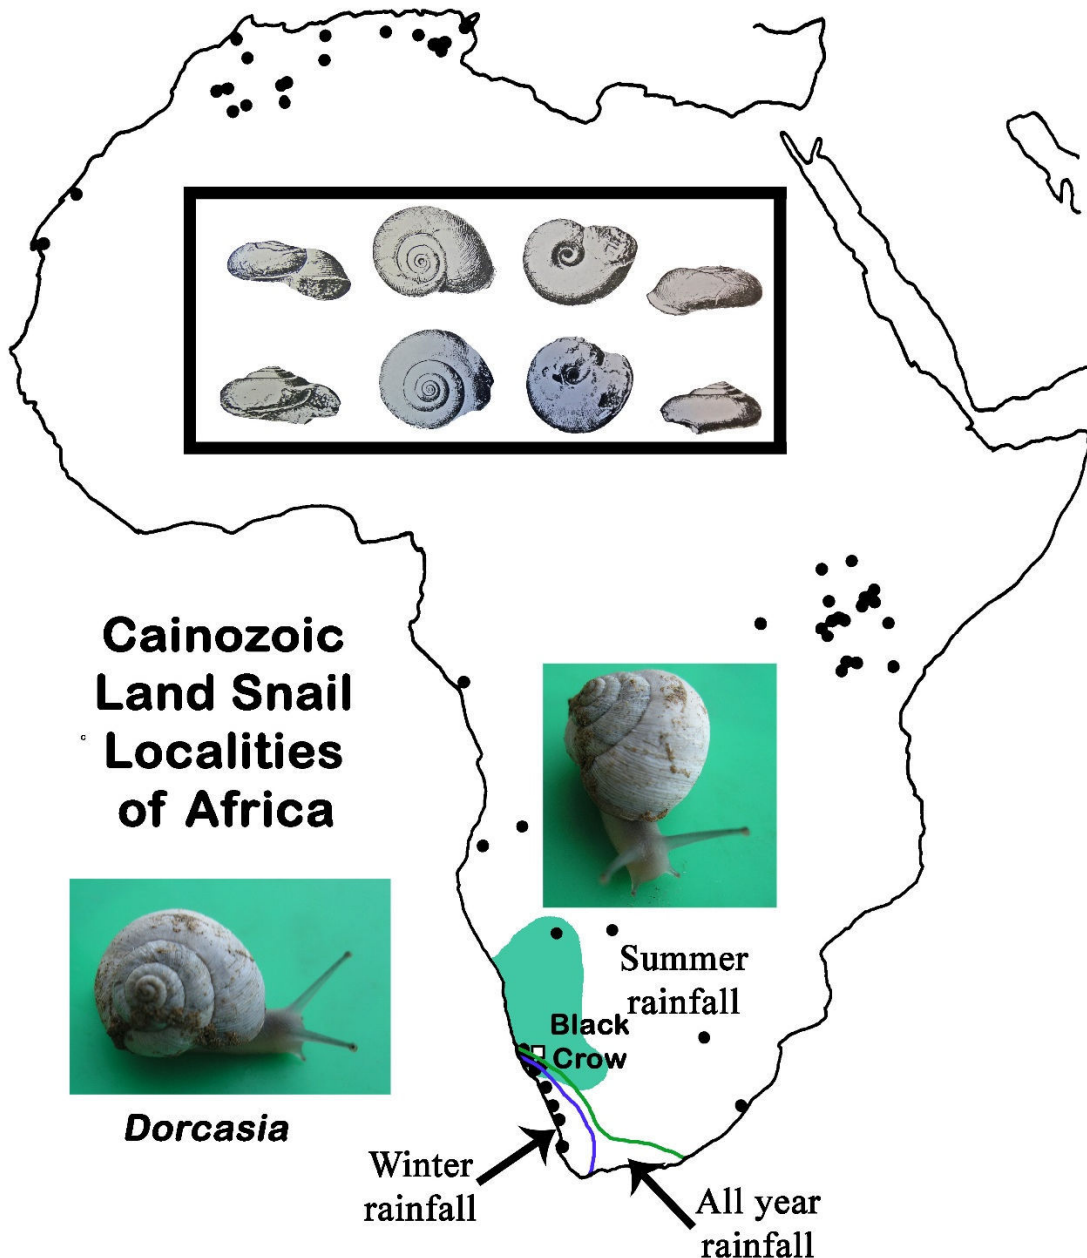 Cainozoic
Land Snail
Localities
of Africa
c
Summer
rainfall
Black
Crow
Dorcasia
Winter
rainfall
All year
rainfall